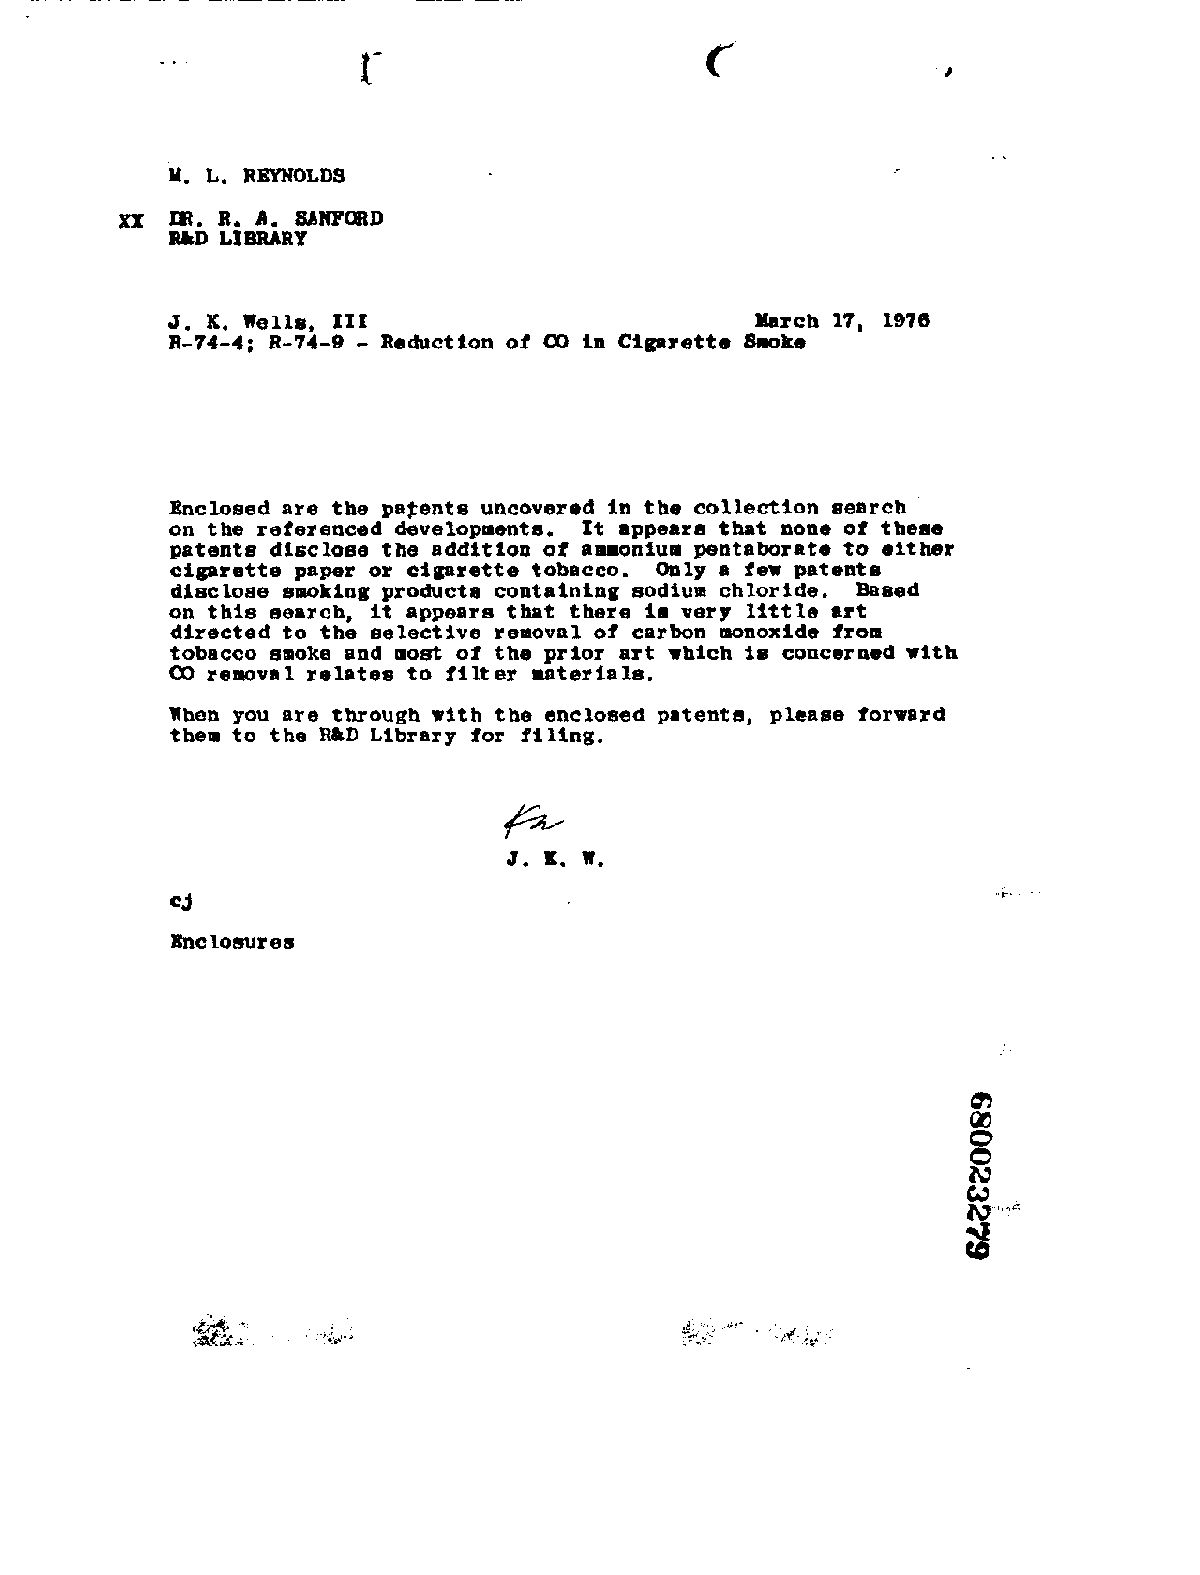 M. L. REYNOLDS
XX DR. R. A. SANFORD
R&D LIBRARY
J. K. Wells, III March 17, 1976
R-74-4; R-74-9 - Reduction of CO in Cigarette Smoke
Enclosed are the patents uncovered in the collection search
on the referenced developments. It appears that none of these
patents disclose the addition of ammonium pentaborate to either
cigarette paper or cigarette tobacco. Only a few patents
disclose smoking products containing sodium chloride. Based
on this search, it appears that there is very little art
directed to the selective removal of carbon monoxide from
tobacco smoke and most of the prior art which is concerned with
CO removal relates to filter materials.
When you are through with the enclosed patents, please forward
them to the R&D Library for filing.
J. K. W.
cj
Enclosures
680023279